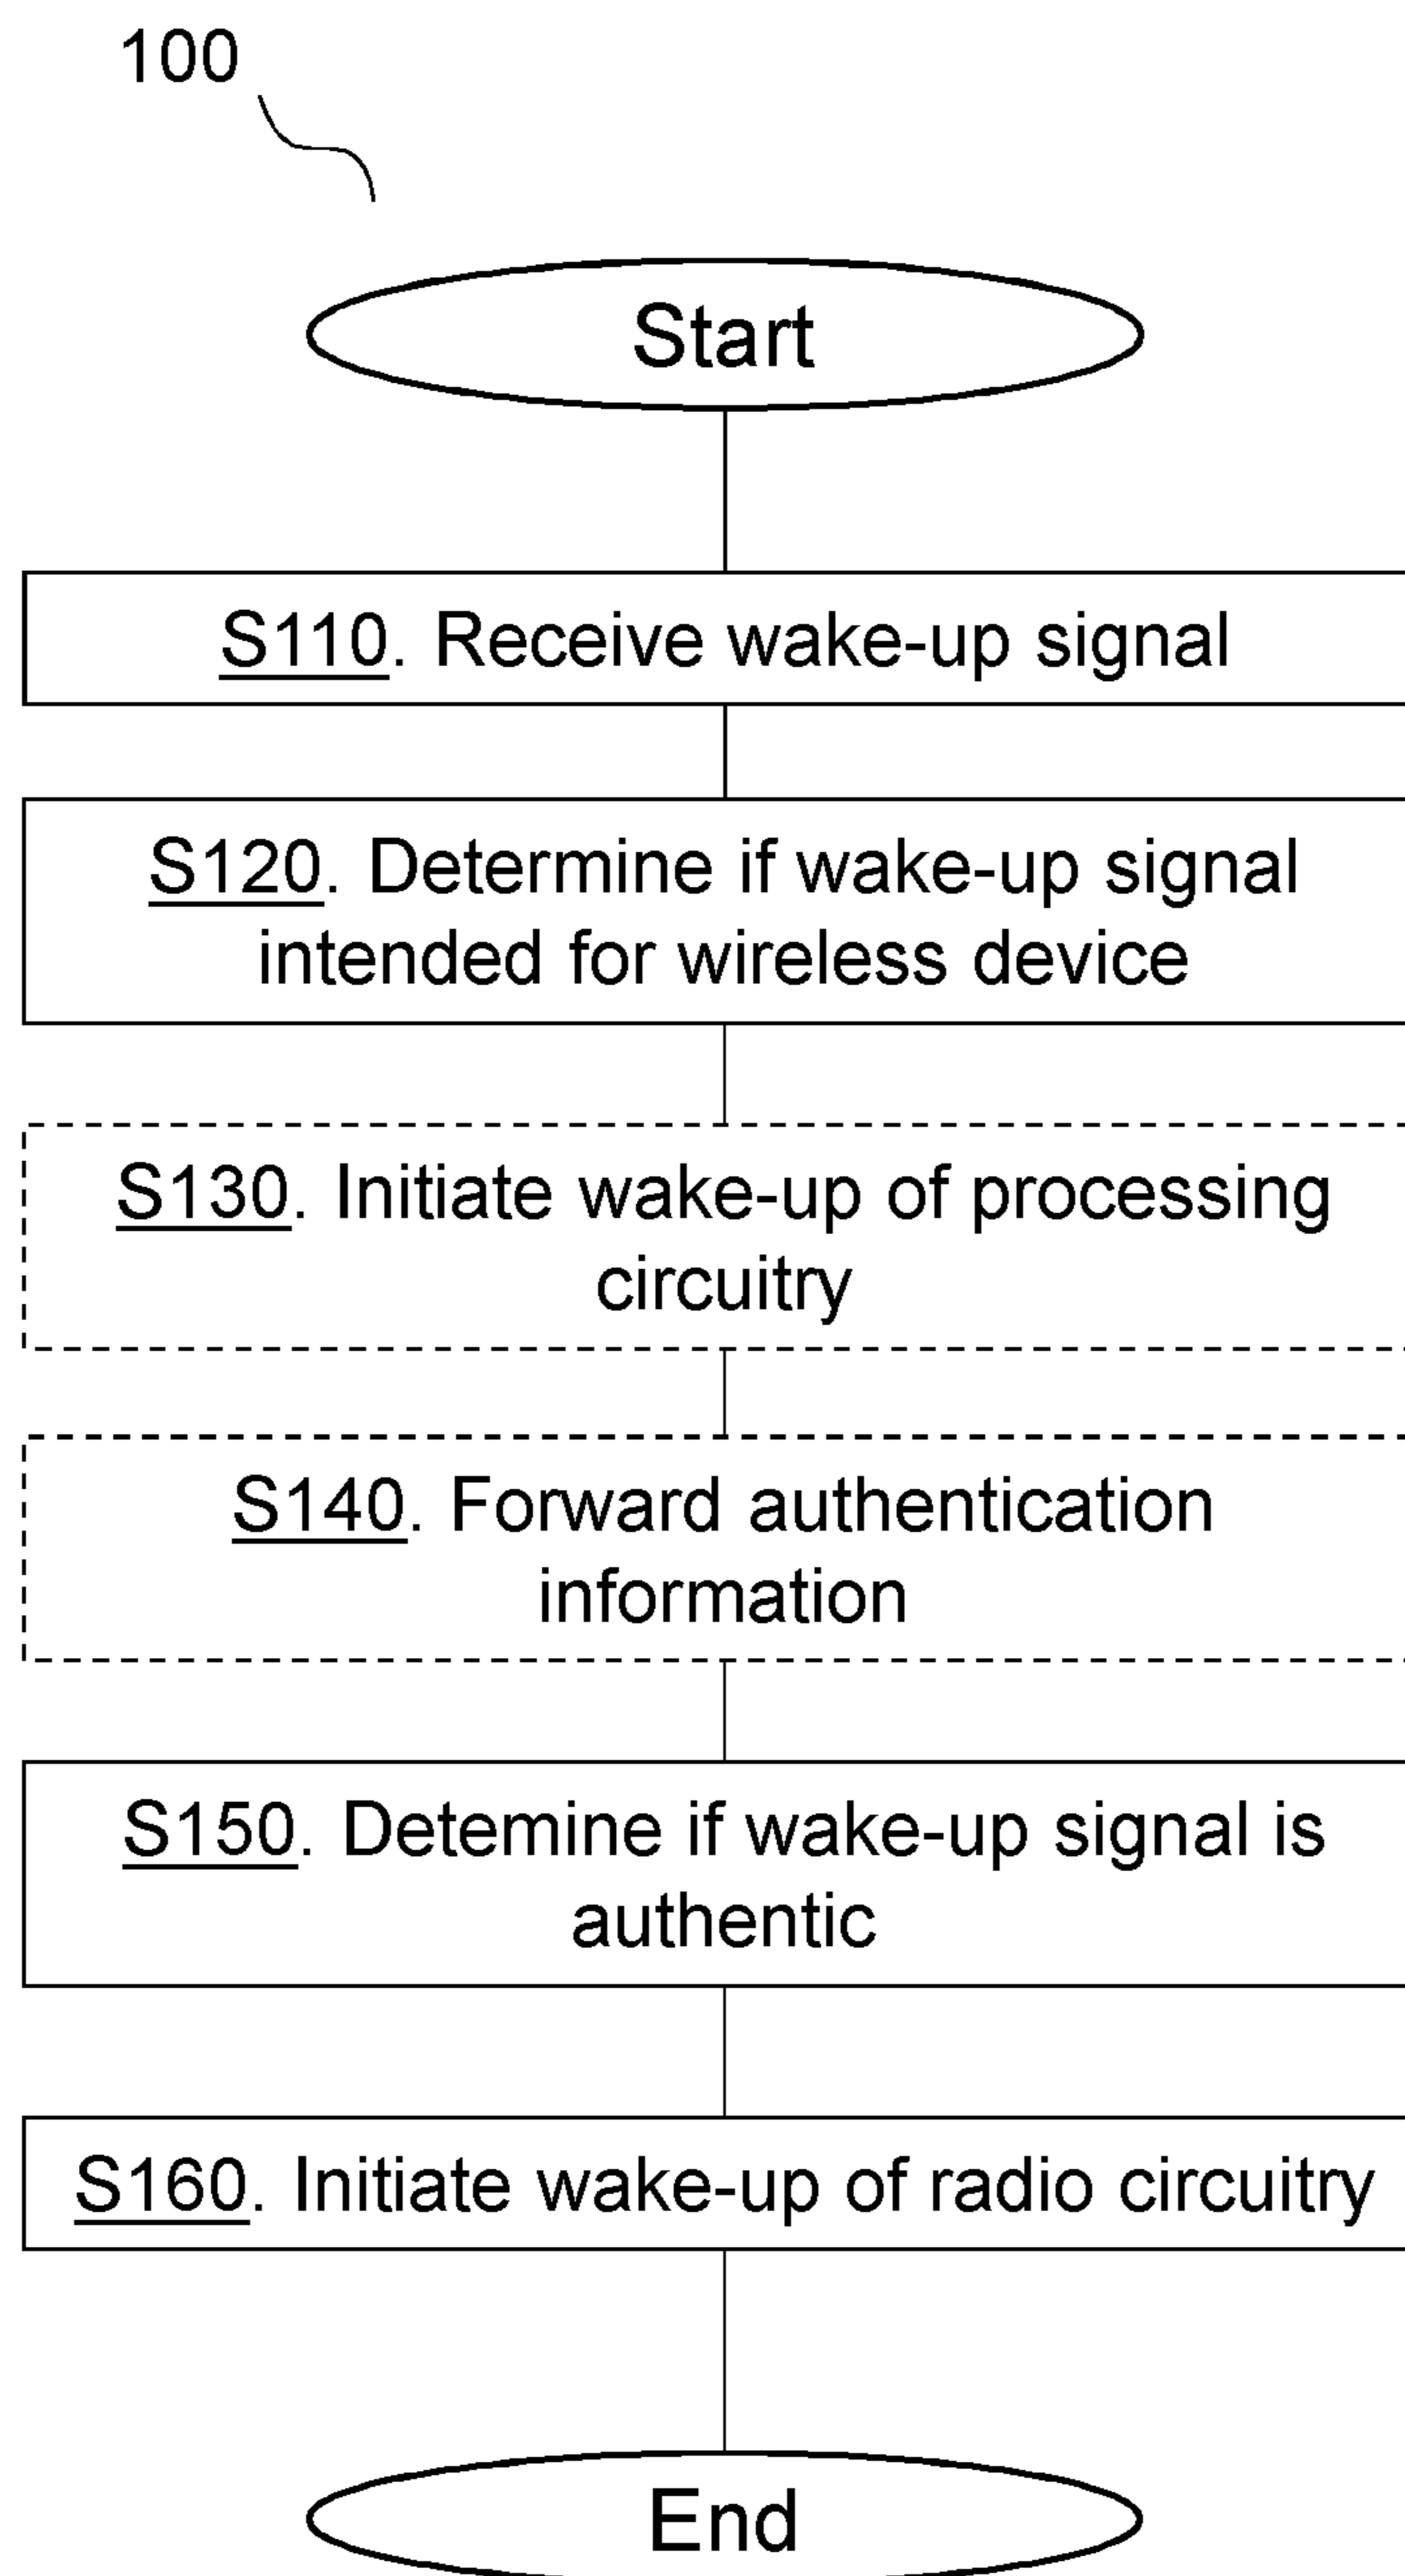 100
Start
S110. Receive wake-up signal
S120. Determine if wake-up signal
intended for wireless device
S130. Initiate wake-up of processing
circuitry
S140. Forward authentication
information
S150. Detemine if wake-up signal is
authentic
S160. Initiate wake-up of radio circuitry
End